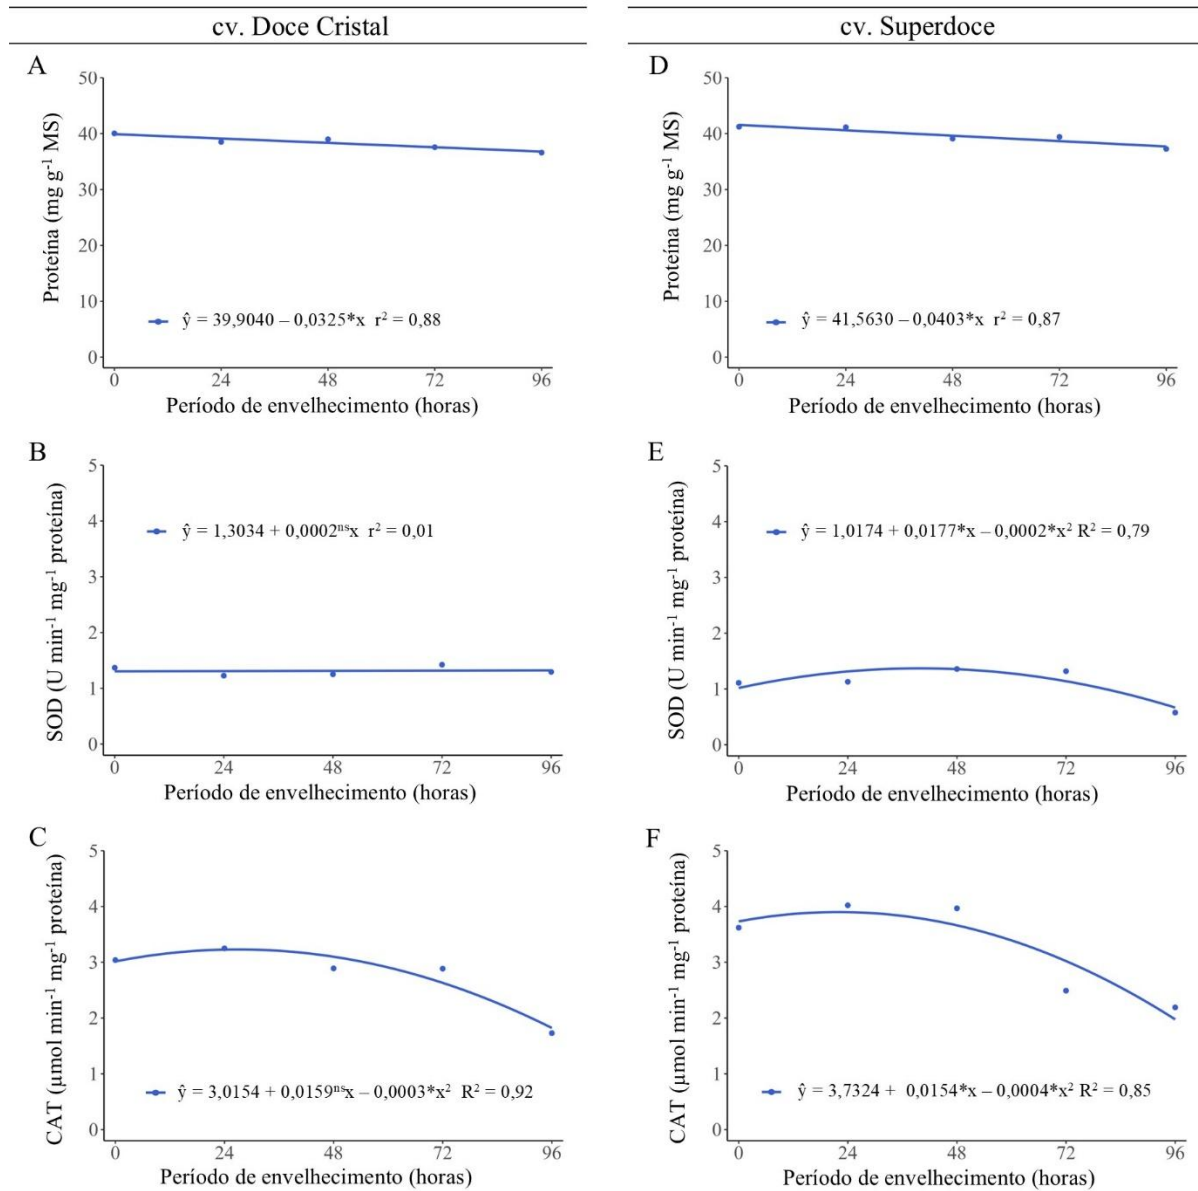 cv. Doce Cristal
A
50
40
30
20
10
0
Proteína (mg g⁻¹ MS)
ŷ = 39,9040 – 0,0325*x r² = 0,88
0 24 48 72 96
Período de envelhecimento (horas)
B
5
4
3
2
1
0
SOD (U min⁻¹ mg⁻¹ proteína)
ŷ = 1,3034 + 0,0002ⁿˢx r² = 0,01
0 24 48 72 96
Período de envelhecimento (horas)
C
5
4
3
2
1
0
CAT (µmol min⁻¹ mg⁻¹ proteína)
ŷ = 3,0154 + 0,0159ⁿˢx – 0,0003*x² R² = 0,92
0 24 48 72 96
Período de envelhecimento (horas)
cv. Superdoce
D
50
40
30
20
10
0
Proteína (mg g⁻¹ MS)
ŷ = 41,5630 – 0,0403*x r² = 0,87
0 24 48 72 96
Período de envelhecimento (horas)
E
5
4
3
2
1
0
SOD (U min⁻¹ mg⁻¹ proteína)
ŷ = 1,0174 + 0,0177*x – 0,0002*x² R² = 0,79
0 24 48 72 96
Período de envelhecimento (horas)
F
5
4
3
2
1
0
CAT (µmol min⁻¹ mg⁻¹ proteína)
ŷ = 3,7324 + 0,0154*x – 0,0004*x² R² = 0,85
0 24 48 72 96
Período de envelhecimento (horas)